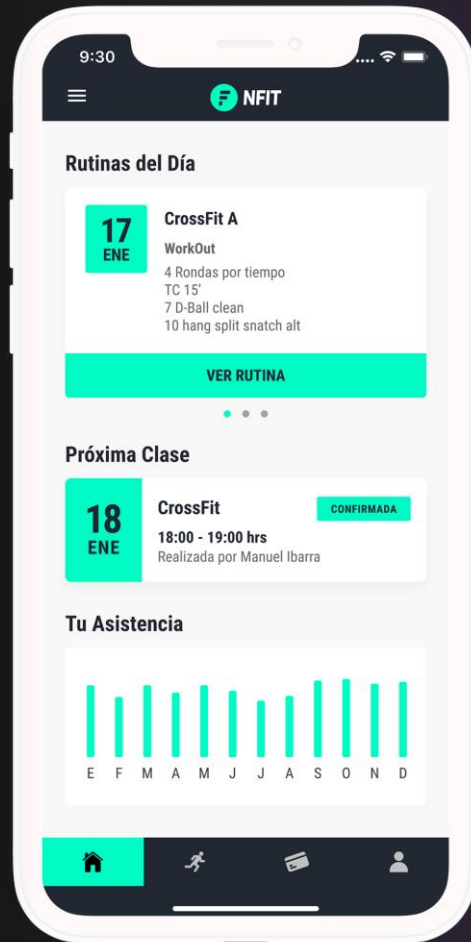 9:30
NFIT
Rutinas del Día
17
ENE
CrossFit A
WorkOut
4 Rondas por tiempo
TC 15’
7 D-Ball clean
10 hang split snatch alt
VER RUTINA
Próxima Clase
18
ENE
CrossFit
CONFIRMADA
18:00 - 19:00 hrs
Realizada por Manuel Ibarra
Tu Asistencia
E F M A M J J A S O N D